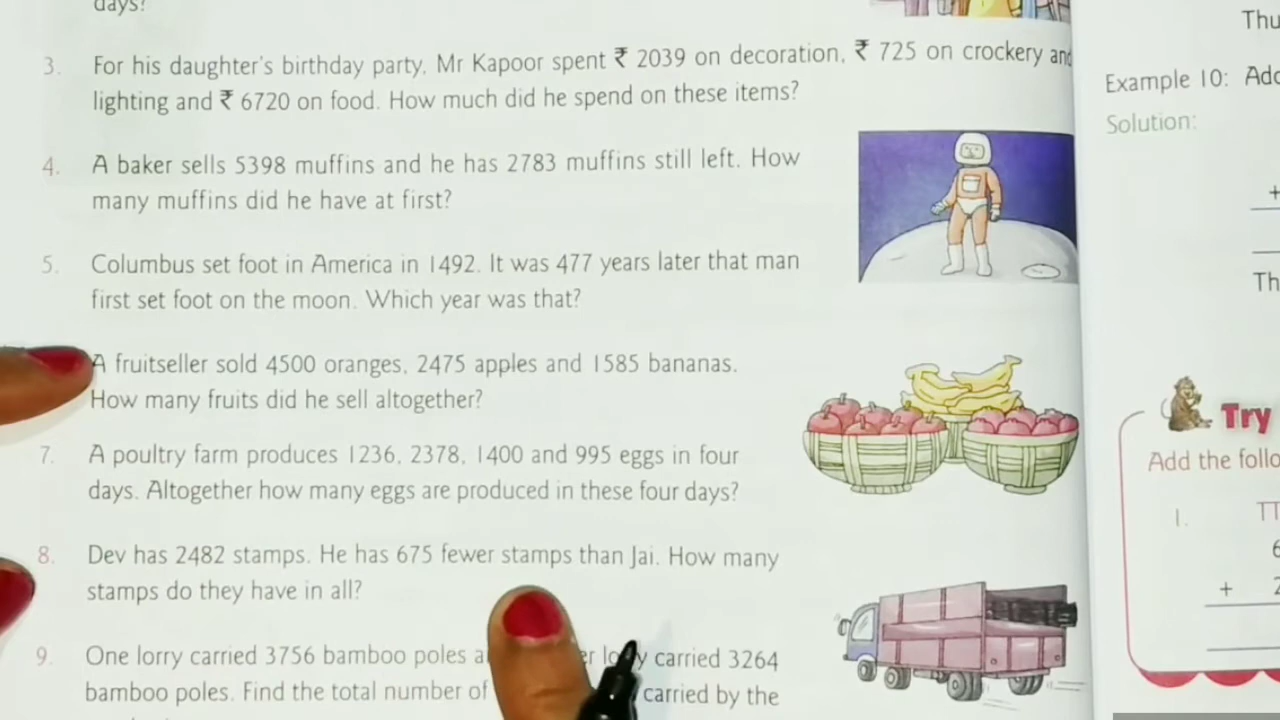 days?
3. For his daughter's birthday party, Mr Kapoor spent ₹ 2039 on decoration, ₹ 725 on crockery and
lighting and ₹ 6720 on food. How much did he spend on these items?
4. A baker sells 5398 muffins and he has 2783 muffins still left. How
many muffins did he have at first?
5. Columbus set foot in America in 1492. It was 477 years later that man
first set foot on the moon. Which year was that?
A fruitseller sold 4500 oranges, 2475 apples and 1585 bananas.
How many fruits did he sell altogether?
7. A poultry farm produces 1236, 2378, 1400 and 995 eggs in four
days. Altogether how many eggs are produced in these four days?
8. Dev has 2482 stamps. He has 675 fewer stamps than Jai. How many
stamps do they have in all?
9. One lorry carried 3756 bamboo poles carried 3264
bamboo poles. Find the total number of carried by the
Thu
Example 10: Add
Solution:
+
Th
Try
Add the follo
1. TT
6
+ 2